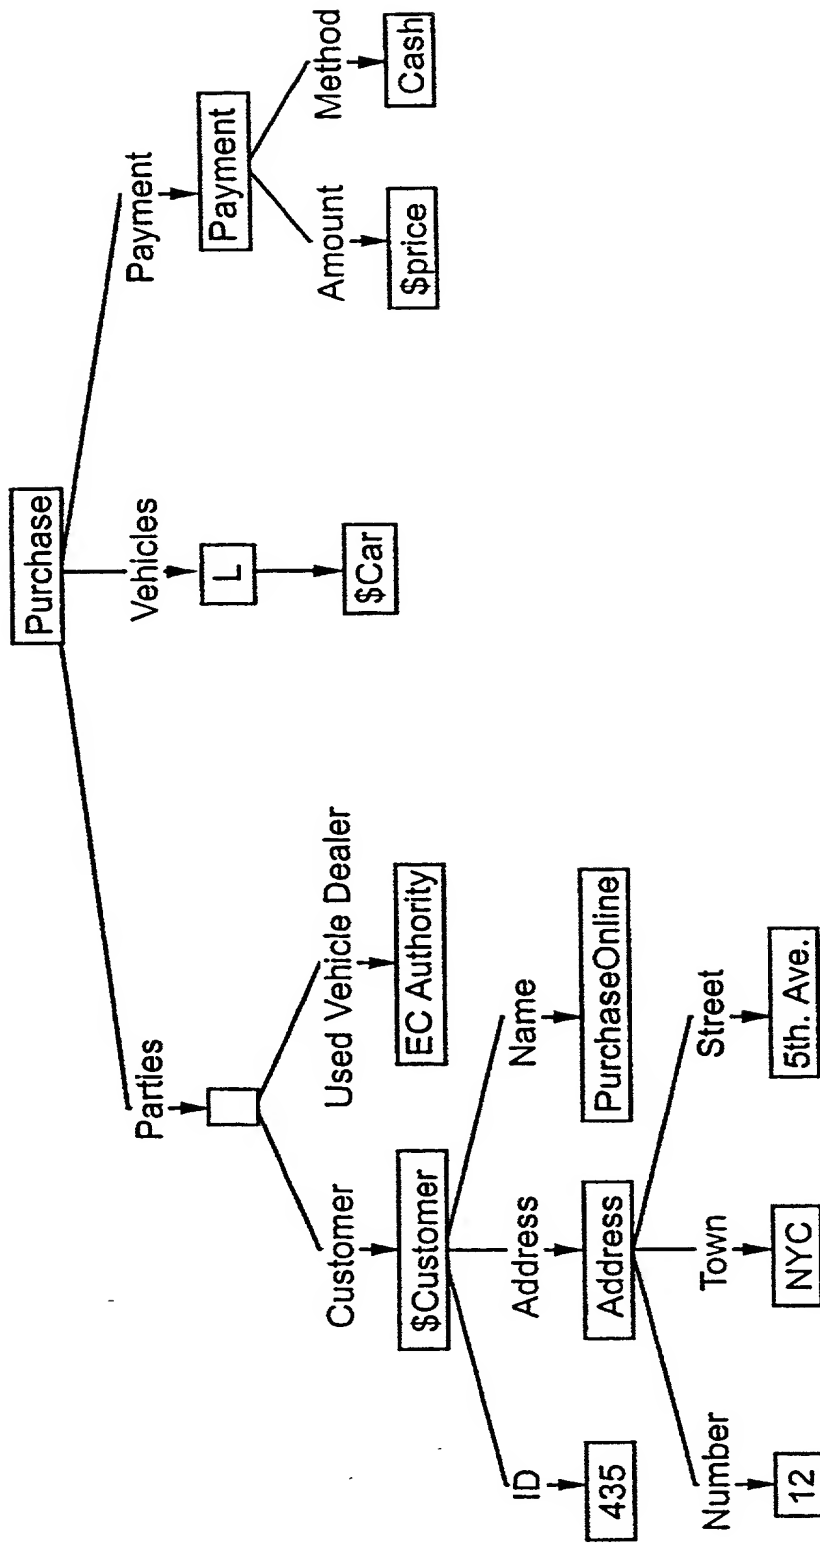 Purchase
Parties
Vehicles
Payment
L
Payment
Customer
Used Vehicle Dealer
$Car
Amount
Method
$Customer
EC Authority
$price
Cash
ID
Address
Name
435
Address
PurchaseOnline
Number
Town
Street
12
NYC
5th. Ave.